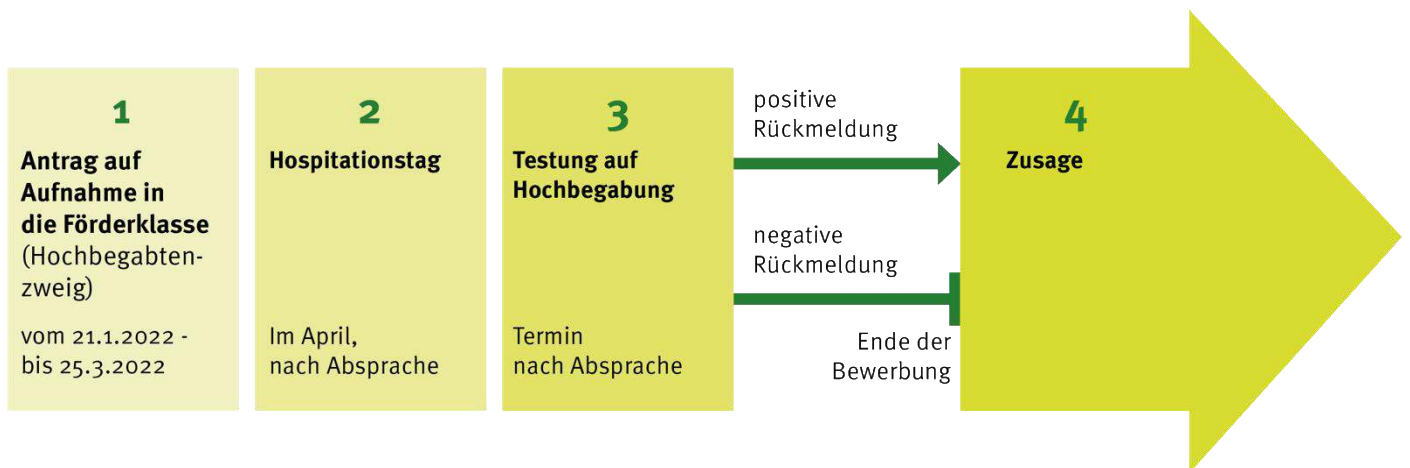 1
Antrag auf
Aufnahme in
die Förderklasse
(Hochbegabten-
zweig)
vom 21.1.2022 -
bis 25.3.2022
2
Hospitationstag
Im April,
nach Absprache
3
Testung auf
Hochbegabung
Termin
nach Absprache
positive
Rückmeldung
negative
Rückmeldung
Ende der
Bewerbung
4
Zusage